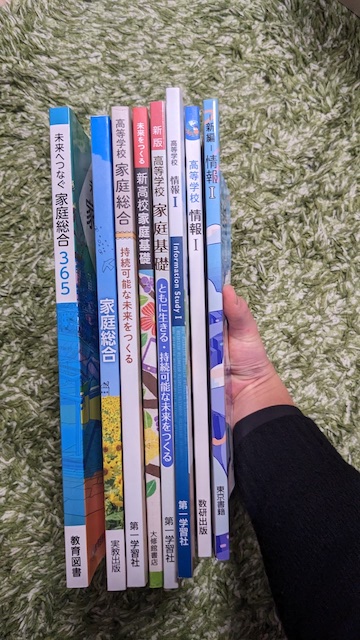 未来へつなぐ 家庭総合 365
教育図書
家庭総合
実教出版
高等学校 家庭総合
持続可能な未来をつくる
第一学習社
未来をつくる
新高校家庭基礎
大修館書店
新版
高等学校 家庭基礎
ともに生きる・持続可能な未来をつくる
第一学習社
高等学校 情報Ⅰ
Information Study Ⅰ
第一学習社
高等学校 情報Ⅰ
数研出版
新編 情報Ⅰ
東京書籍